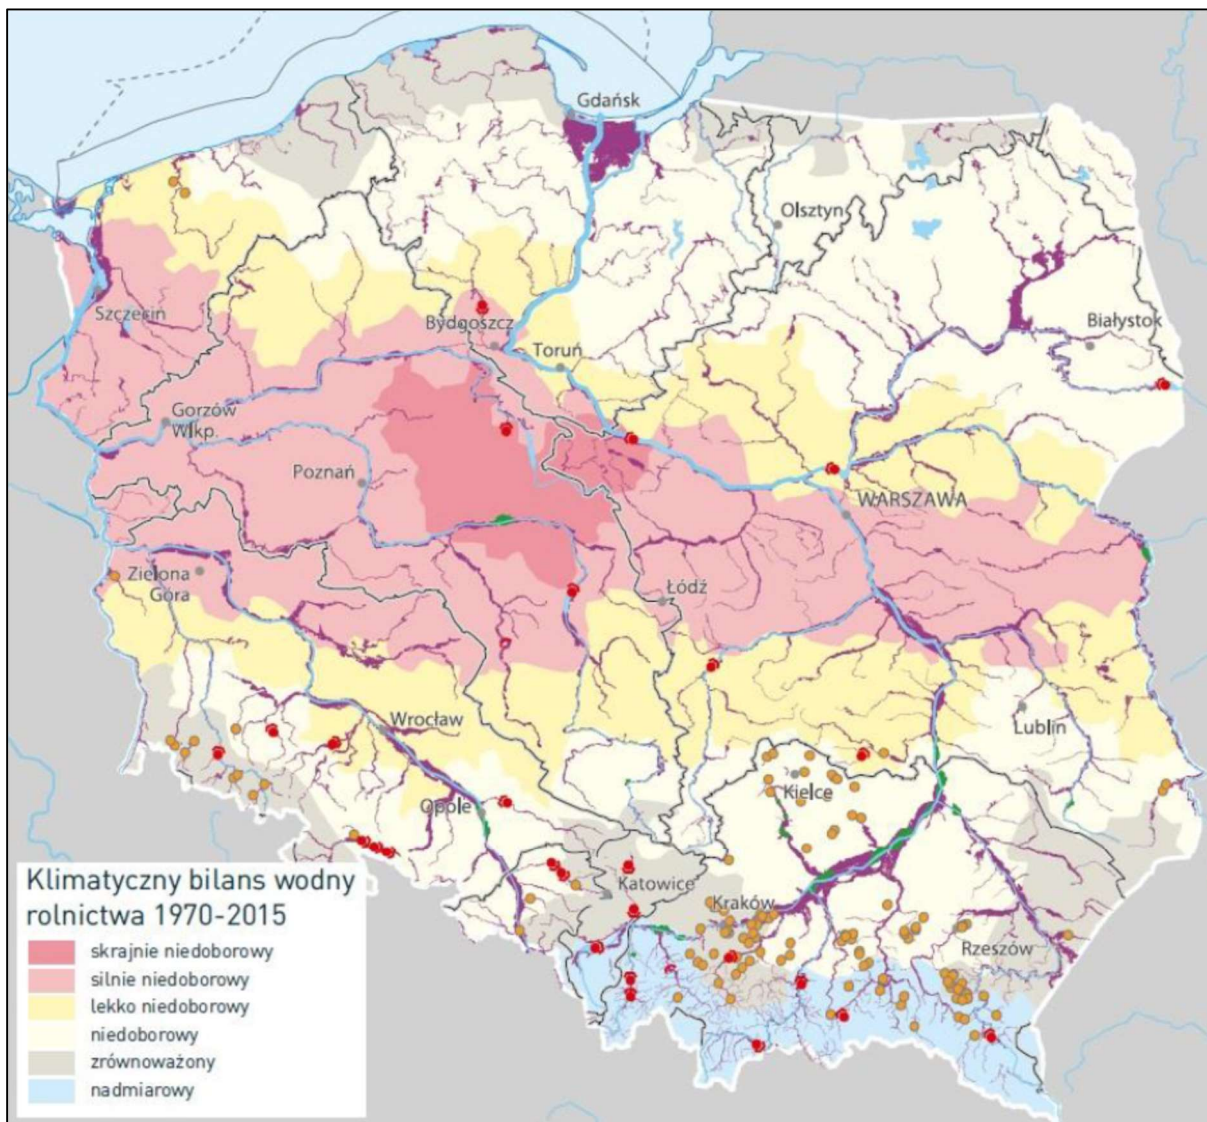 Gdańsk
Olsztyn
Szczecin
Bydgoszcz
Białystok
Toruń
Gorzów
Wlkp.
Poznań
WARSZAWA
Zielona
Góra
Łódź
Wrocław
Lublin
Kielce
Opole
Katowice
Kraków
Rzeszów
Klimatyczny bilans wodny
rolnictwa 1970-2015
skrajnie niedoborowy
silnie niedoborowy
lekko niedoborowy
niedoborowy
zrównoważony
nadmiarowy